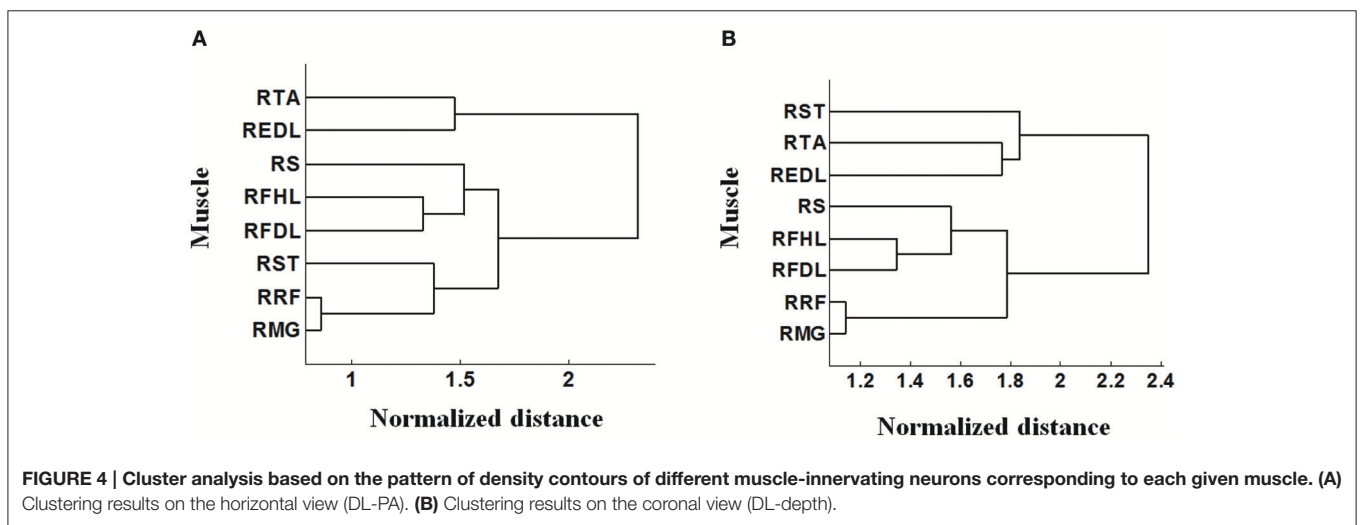 A
Muscle
RTA
REDL
RS
RFHL
RFDL
RST
RRF
RMG
1 1.5 2
Normalized distance
B
Muscle
RST
RTA
REDL
RS
RFHL
RFDL
RRF
RMG
1.2 1.4 1.6 1.8 2 2.2 2.4
Normalized distance
FIGURE 4 | Cluster analysis based on the pattern of density contours of different muscle-innervating neurons corresponding to each given muscle. (A)
Clustering results on the horizontal view (DL-PA). (B) Clustering results on the coronal view (DL-depth).